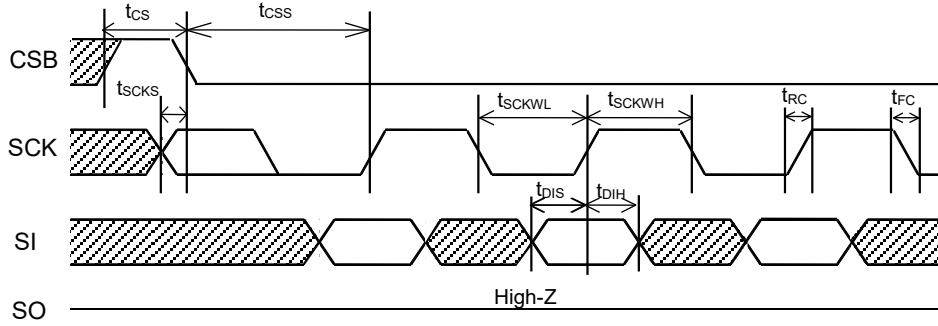 tCS
tCSS
CSB
tSCKS
tSCKWL
tSCKWH
tRC
tFC
SCK
tDIS
tDIH
SI
High-Z
SO